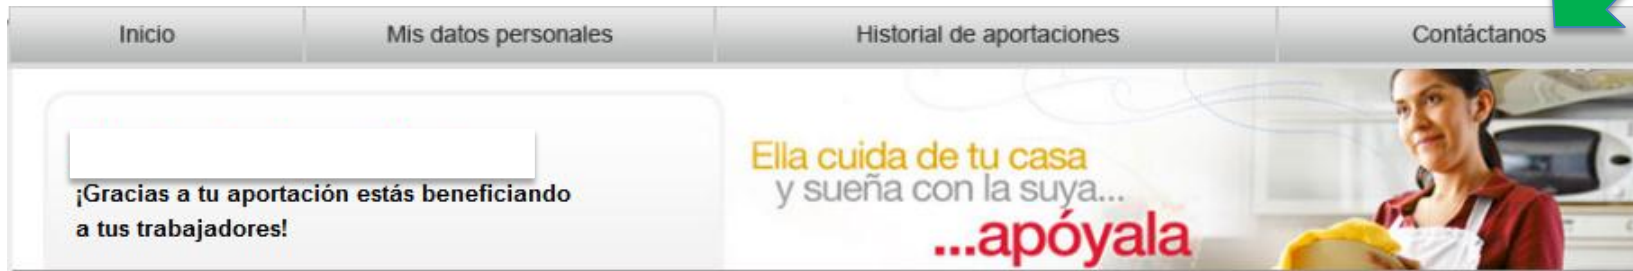 Inicio
Mis datos personales
Historial de aportaciones
Contáctanos
¡Gracias a tu aportación estás beneficiando
a tus trabajadores!
Ella cuida de tu casa
y sueña con la suya...
...apóyala